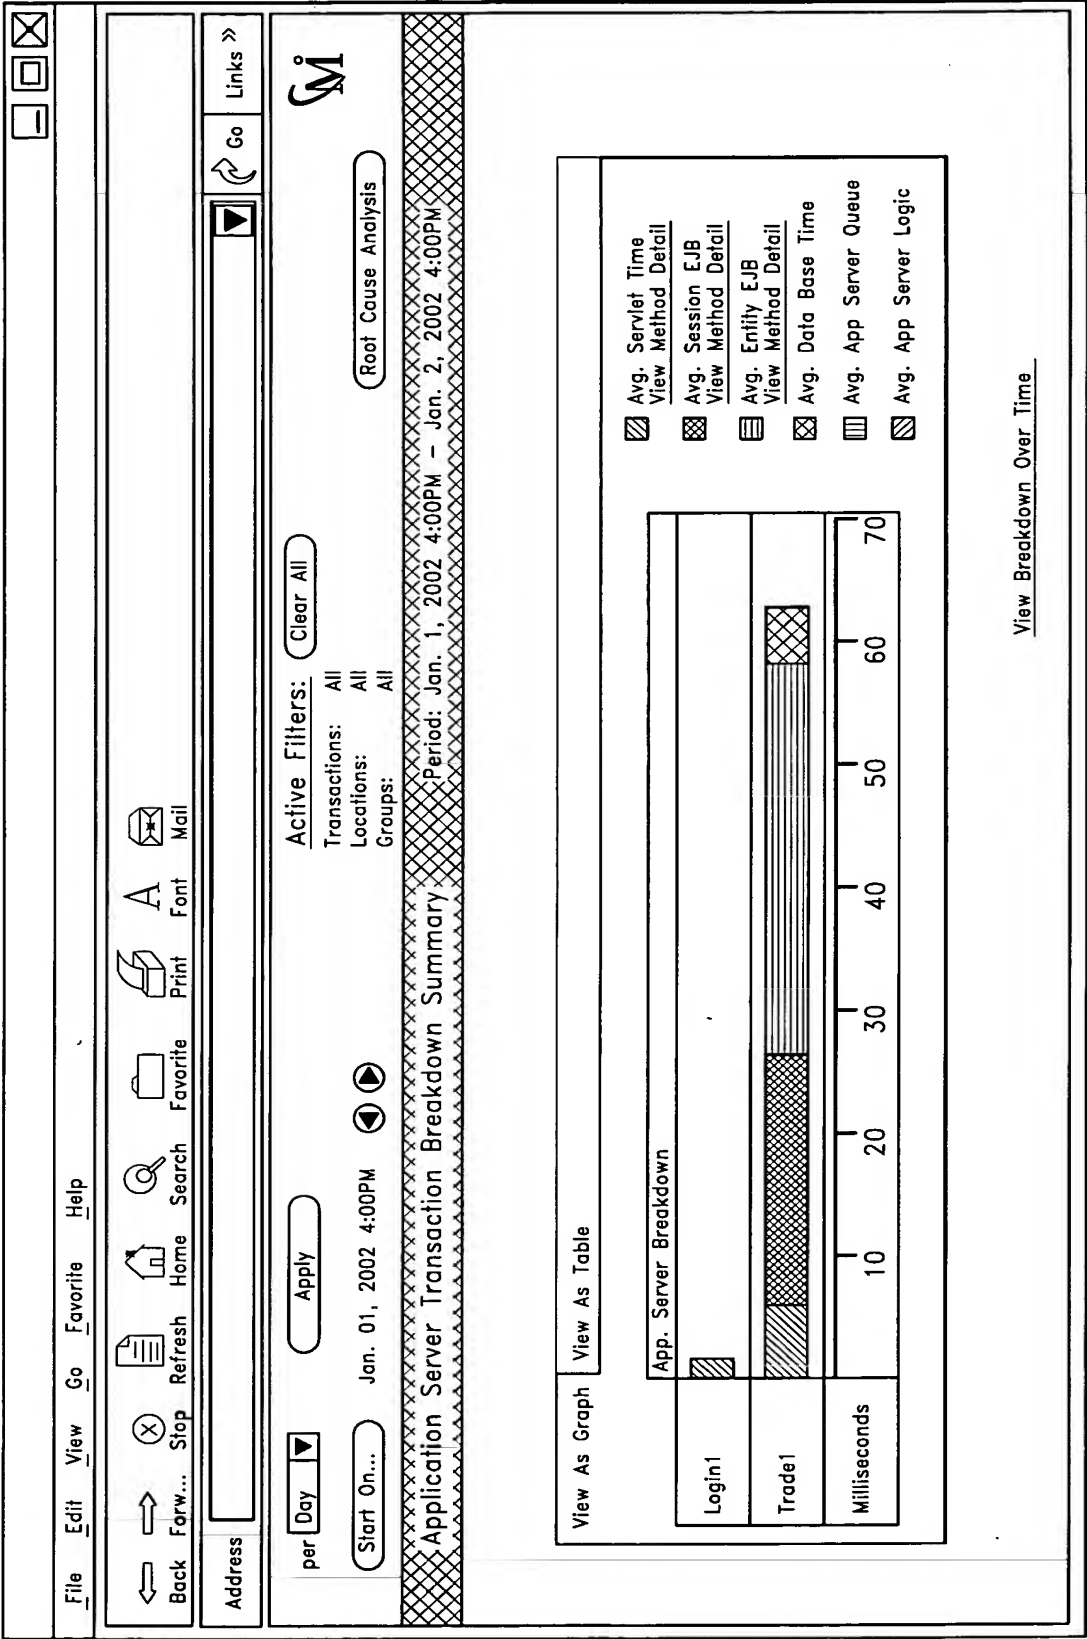 File Edit View Go Favorite Help
Back Forw... Stop Refresh Home Search Favorite Print Font Mail
Address Go Links »
per Day Apply
Start On... Jan. 01, 2002 4:00PM
Active Filters: Clear All
Transactions: All
Locations: All
Groups: All
Root Cause Analysis
CM
Application Server Transaction Breakdown Summary Period: Jan. 1, 2002 4:00PM – Jan. 2, 2002 4:00PM
View As Graph View As Table
App. Server Breakdown
Login1
Trade1
Milliseconds 10 20 30 40 50 60 70
Avg. Servlet Time
View Method Detail
Avg. Session EJB
View Method Detail
Avg. Entity EJB
View Method Detail
Avg. Data Base Time
Avg. App Server Queue
Avg. App Server Logic
View Breakdown Over Time